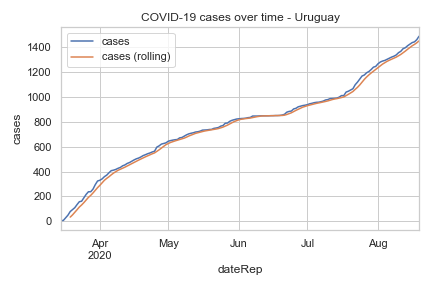 COVID-19 cases over time - Uruguay
cases
cases (rolling)
1400
1200
1000
800
600
400
200
0
cases
Apr
2020
May
Jun
Jul
Aug
dateRep